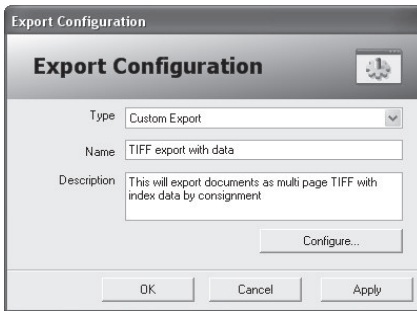 Export Configuration
Export Configuration
Type Custom Export
Name TIFF export with data
Description This will export documents as multi page TIFF with
index data by consignment
Configure...
OK Cancel Apply